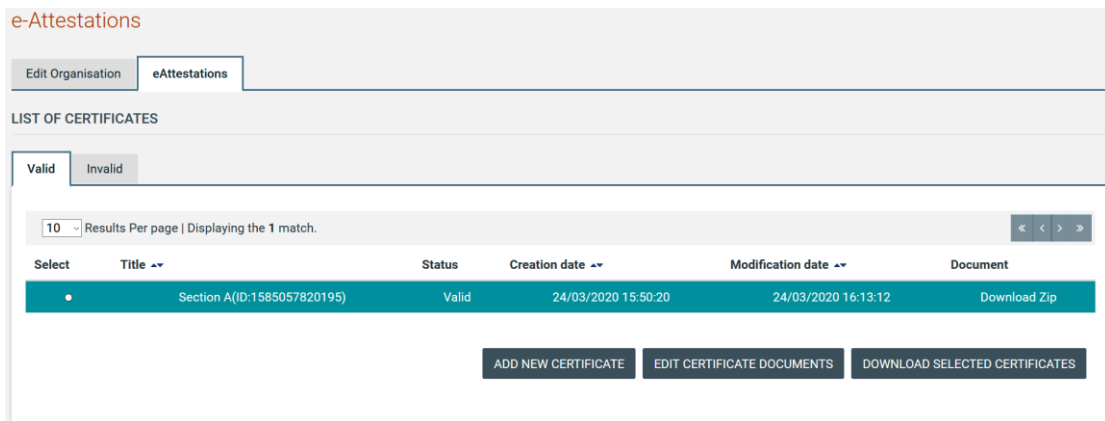 e-Attestations
Edit Organisation eAttestations
LIST OF CERTIFICATES
Valid Invalid
10 Results Per page | Displaying the 1 match. « < > »
Select Title Status Creation date Modification date Document
Section A(ID:1585057820195) Valid 24/03/2020 15:50:20 24/03/2020 16:13:12 Download Zip
ADD NEW CERTIFICATE EDIT CERTIFICATE DOCUMENTS DOWNLOAD SELECTED CERTIFICATES